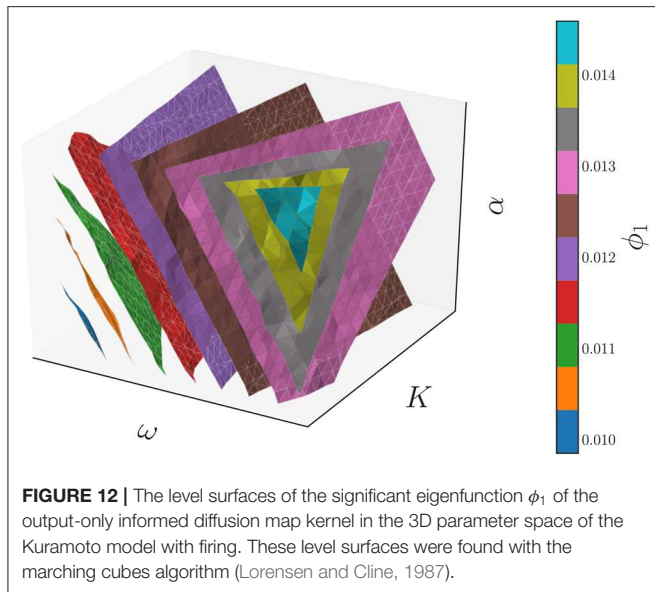 0.014
0.013
0.012
0.011
0.010
ϕ₁
α
K
ω
FIGURE 12 | The level surfaces of the significant eigenfunction ϕ₁ of the
output-only informed diffusion map kernel in the 3D parameter space of the
Kuramoto model with firing. These level surfaces were found with the
marching cubes algorithm (Lorensen and Cline, 1987).